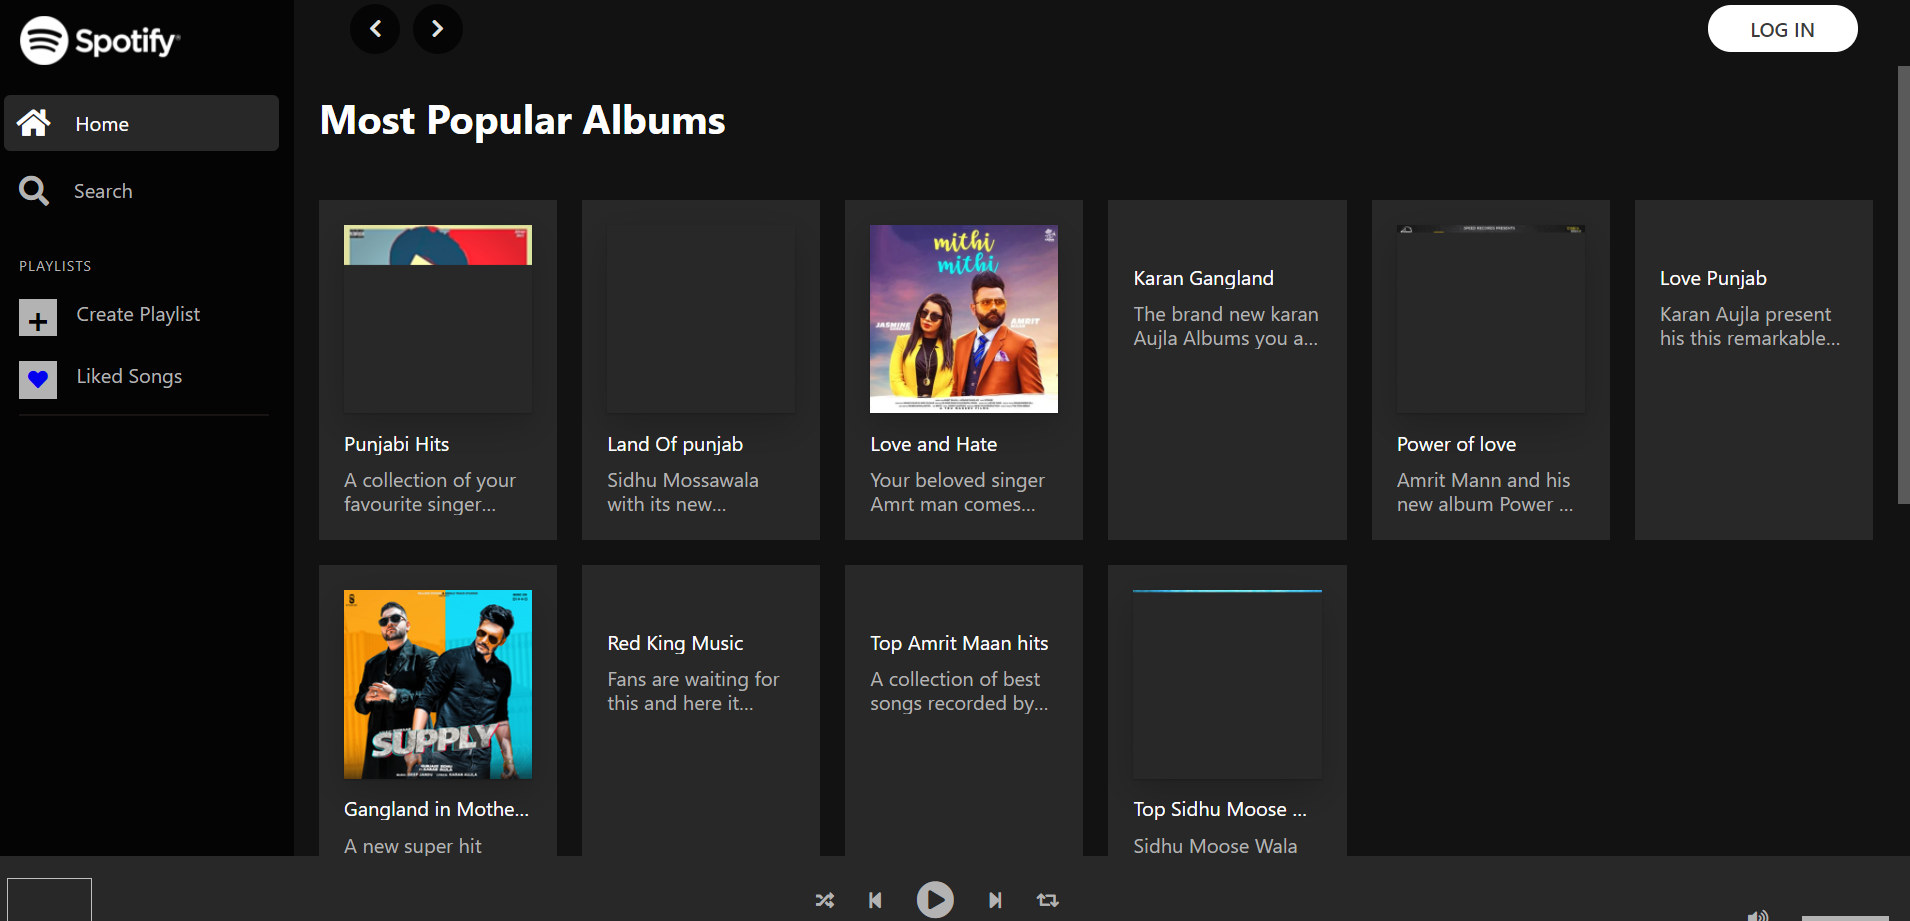 Spotify
LOG IN
Home
Search
PLAYLISTS
Create Playlist
Liked Songs
Most Popular Albums
Punjabi Hits
A collection of your
favourite singer...
Land Of punjab
Sidhu Mossawala
with its new...
mithi
mithi
JASMINE
AMRIT
Love and Hate
Your beloved singer
Amrt man comes...
Karan Gangland
The brand new karan
Aujla Albums you a...
Power of love
Amrit Mann and his
new album Power ...
Love Punjab
Karan Aujla present
his this remarkable...
SUPPLY
Gangland in Mothe...
A new super hit
Red King Music
Fans are waiting for
this and here it...
Top Amrit Maan hits
A collection of best
songs recorded by...
Top Sidhu Moose ...
Sidhu Moose Wala